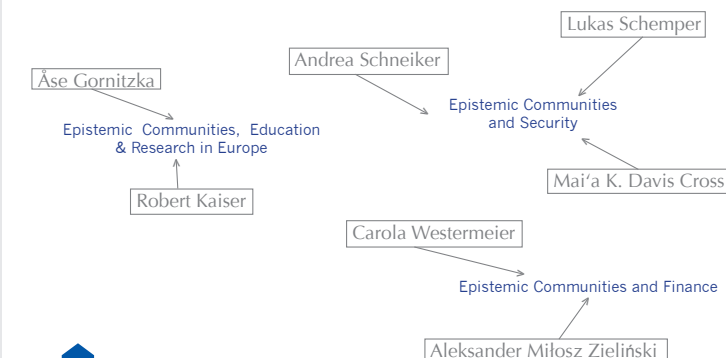 Lukas Schemper
Andrea Schneiker
Åse Gornitzka
Epistemic Communities
and Security
Epistemic Communities, Education
& Research in Europe
Mai‘a K. Davis Cross
Robert Kaiser
Carola Westermeier
Epistemic Communities and Finance
Aleksander Miłosz Zieliński